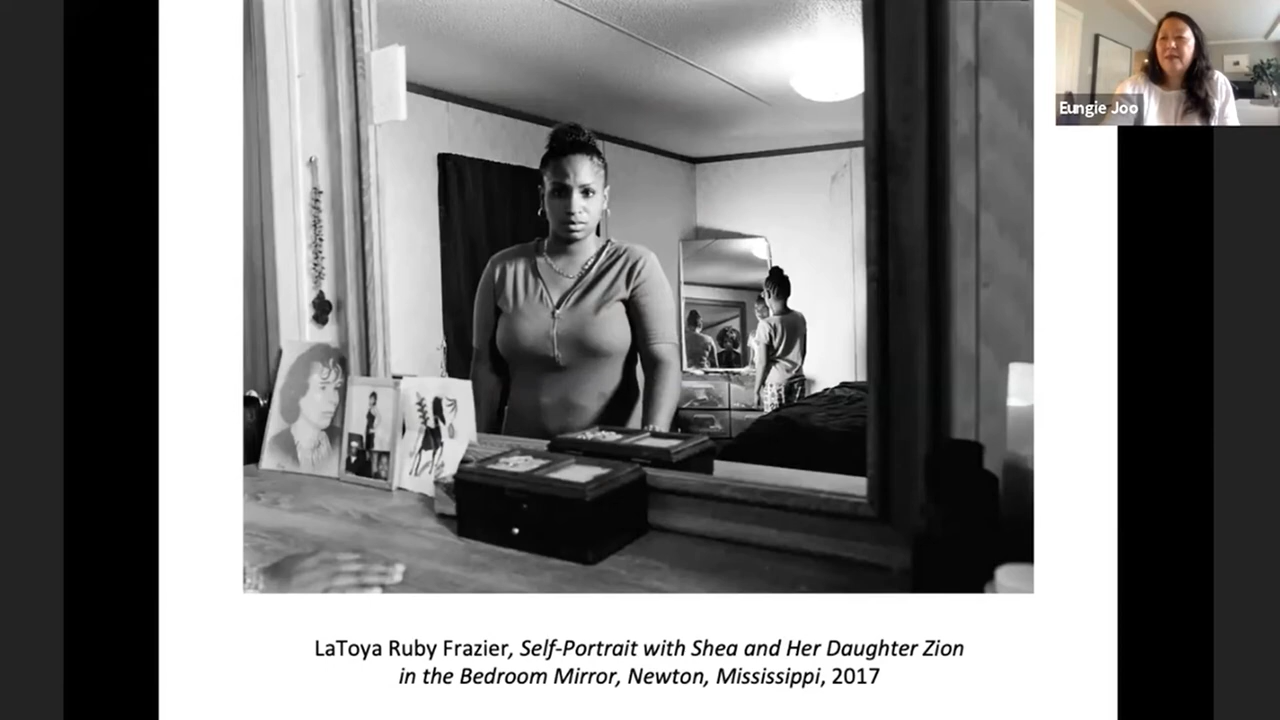 Eungie Joo
LaToya Ruby Frazier, Self-Portrait with Shea and Her Daughter Zion
in the Bedroom Mirror, Newton, Mississippi, 2017